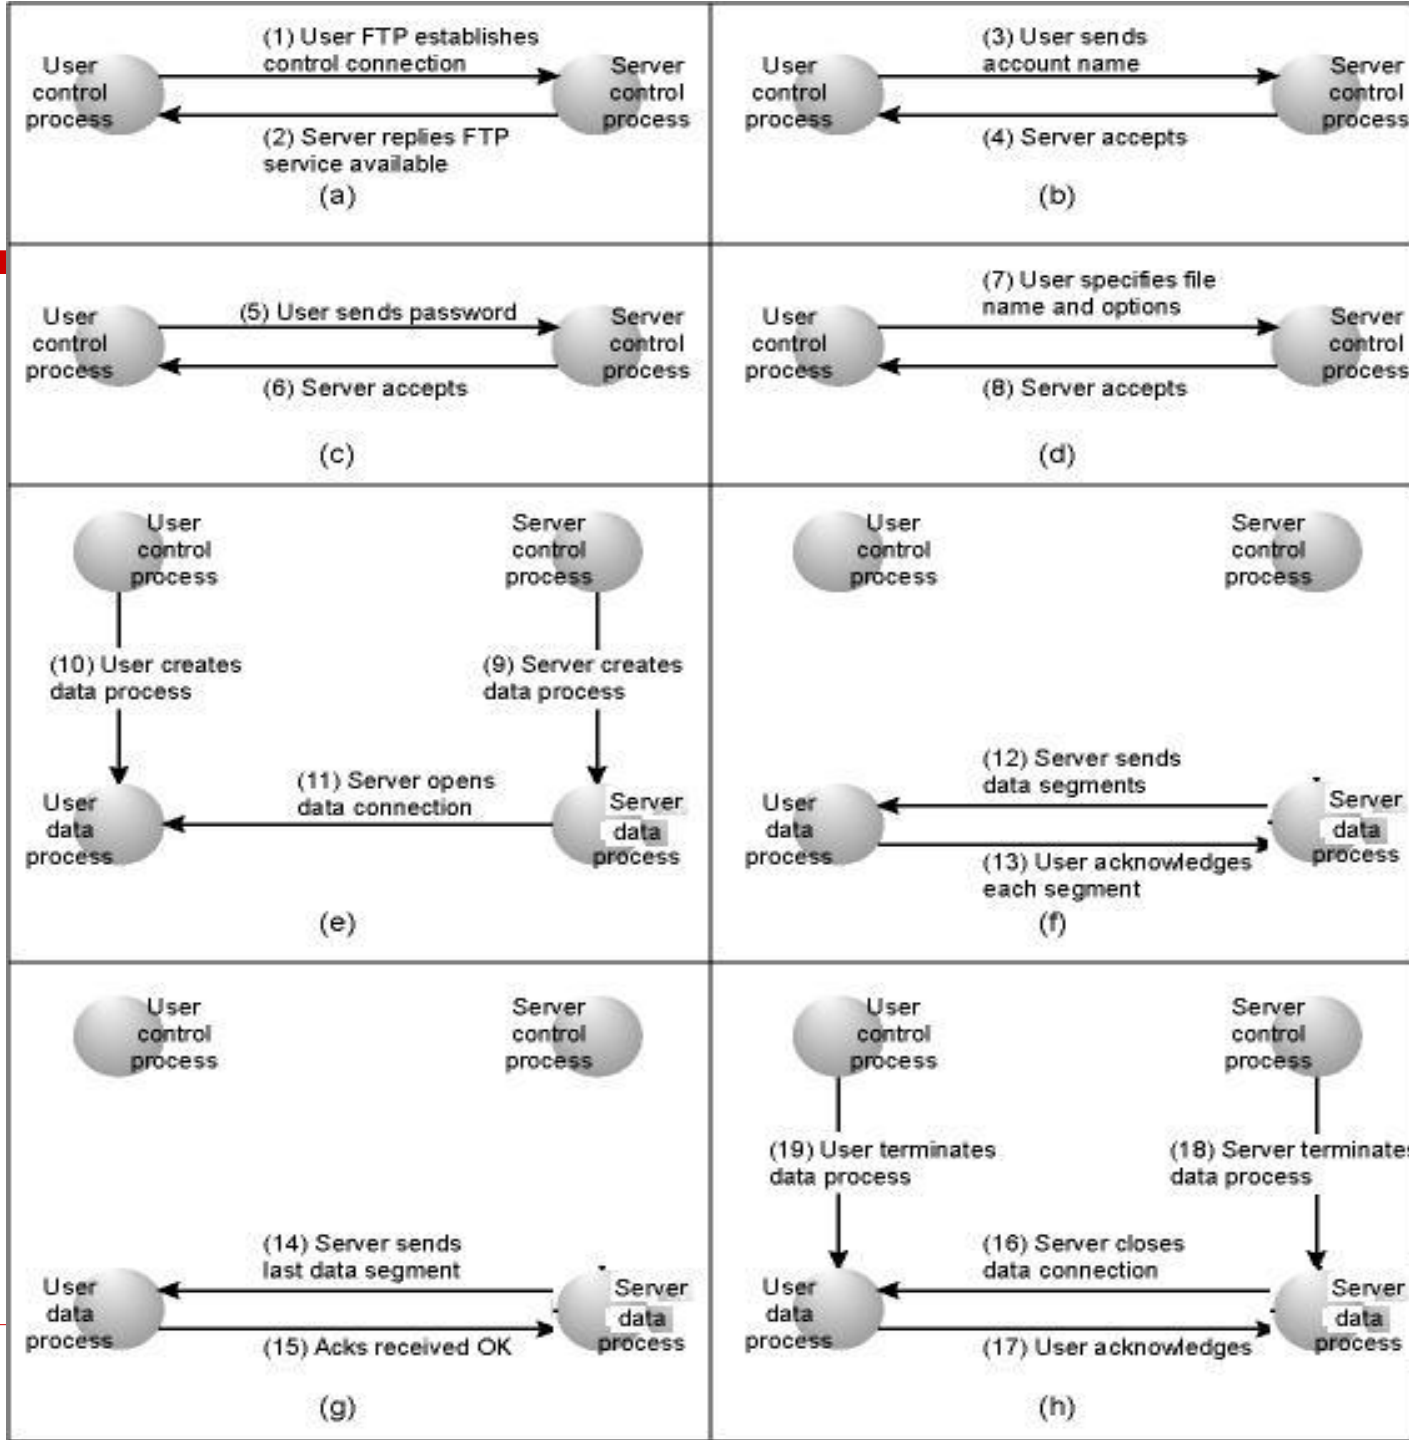 (1) User FTP establishes
control connection
User
control
process
Server
control
process
(2) Server replies FTP
service available
(a)
(3) User sends
account name
User
control
process
Server
control
process
(4) Server accepts
(b)
(5) User sends password
User
control
process
Server
control
process
(6) Server accepts
(c)
(7) User specifies file
name and options
User
control
process
Server
control
process
(8) Server accepts
(d)
User
control
process
Server
control
process
(10) User creates
data process
(9) Server creates
data process
(11) Server opens
data connection
User
data
process
Server
data
process
(e)
User
control
process
Server
control
process
(12) Server sends
data segments
User
data
process
Server
data
process
(13) User acknowledges
each segment
(f)
User
control
process
Server
control
process
(14) Server sends
last data segment
User
data
process
Server
data
process
(15) Acks received OK
(g)
User
control
process
Server
control
process
(19) User terminates
data process
(18) Server terminates
data process
(16) Server closes
data connection
User
data
process
Server
data
process
(17) User acknowledges
(h)